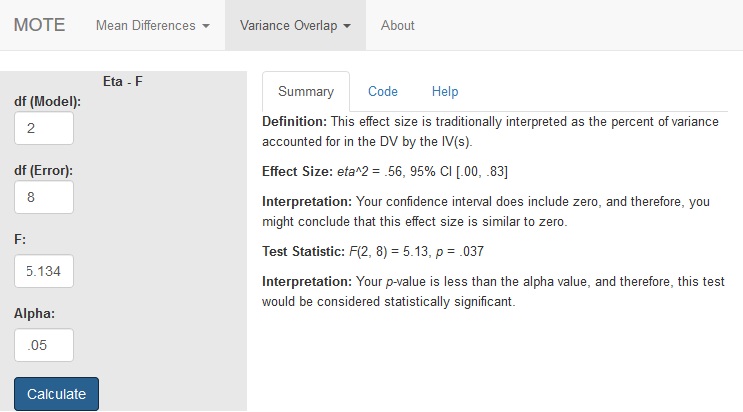 MOTE Mean Differences Variance Overlap About
Eta - F
df (Model):
2
df (Error):
8
F:
5.134
Alpha:
.05
Calculate
Summary Code Help
Definition: This effect size is traditionally interpreted as the percent of variance
accounted for in the DV by the IV(s).
Effect Size: eta^2 = .56, 95% CI [.00, .83]
Interpretation: Your confidence interval does include zero, and therefore, you
might conclude that this effect size is similar to zero.
Test Statistic: F(2, 8) = 5.13, p = .037
Interpretation: Your p-value is less than the alpha value, and therefore, this test
would be considered statistically significant.